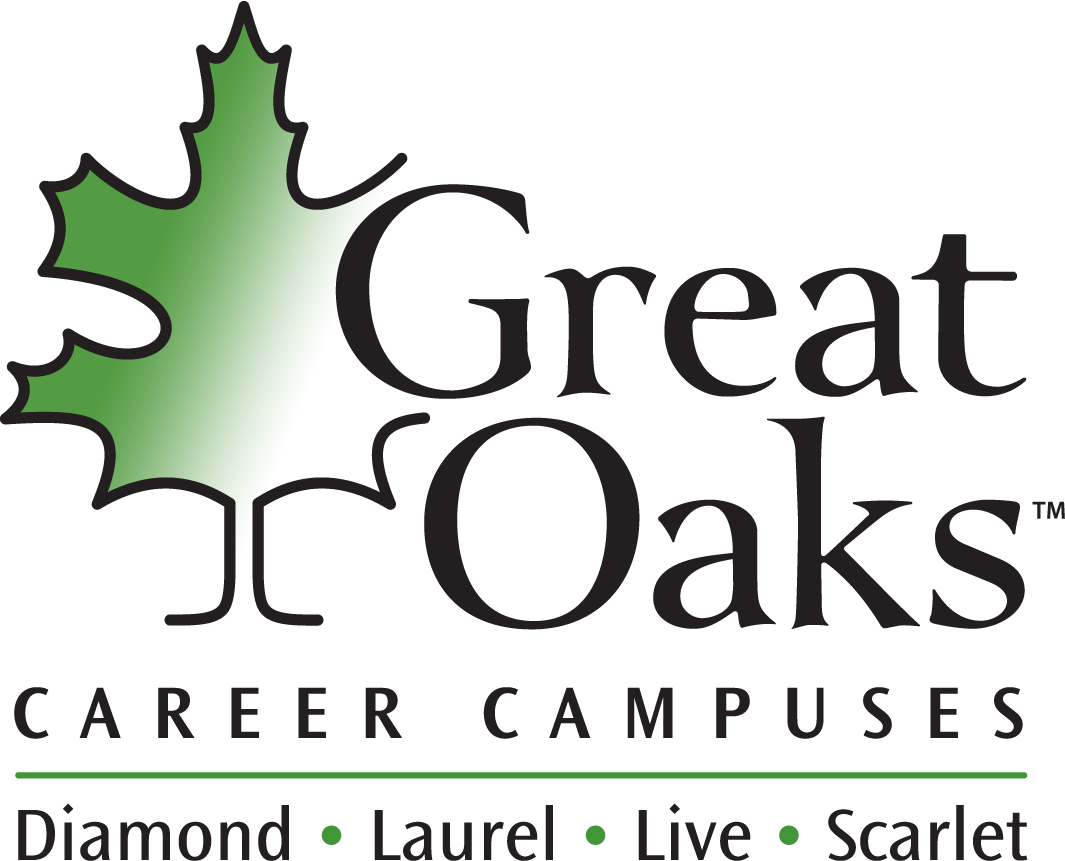 Great
Oaks™
CAREER CAMPUSES
Diamond • Laurel • Live • Scarlet